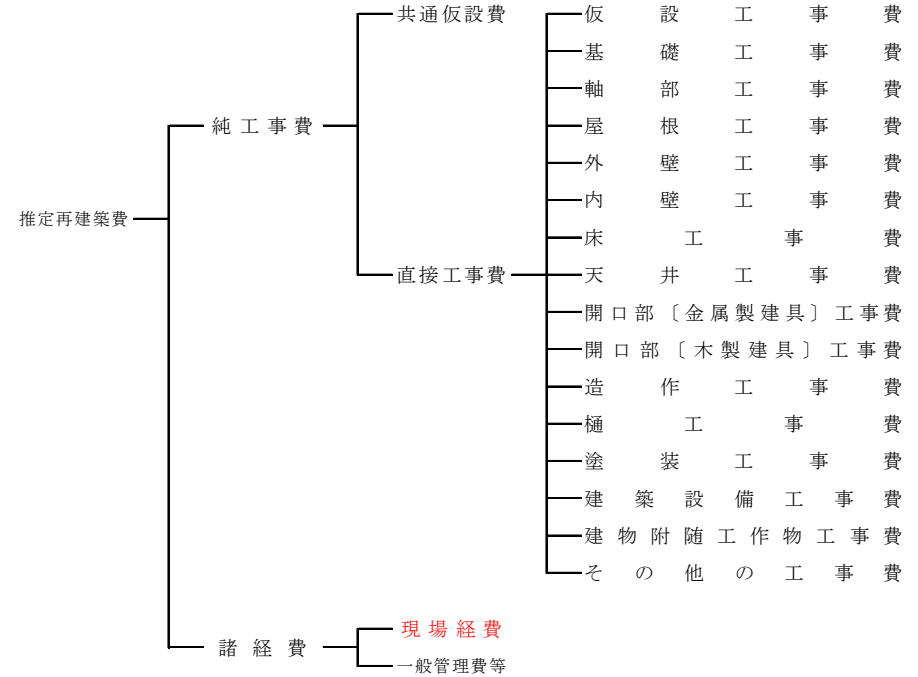 共通仮設費
仮設工事費
基礎工事費
軸部工事費
純工事費
屋根工事費
外壁工事費
内壁工事費
推定再建築費
床工事費
直接工事費
天井工事費
開口部〔金属製建具〕工事費
開口部〔木製建具〕工事費
造作工事費
樋工事費
塗装工事費
建築設備工事費
建物附随工作物工事費
その他の工事費
現場経費
諸経費
一般管理費等